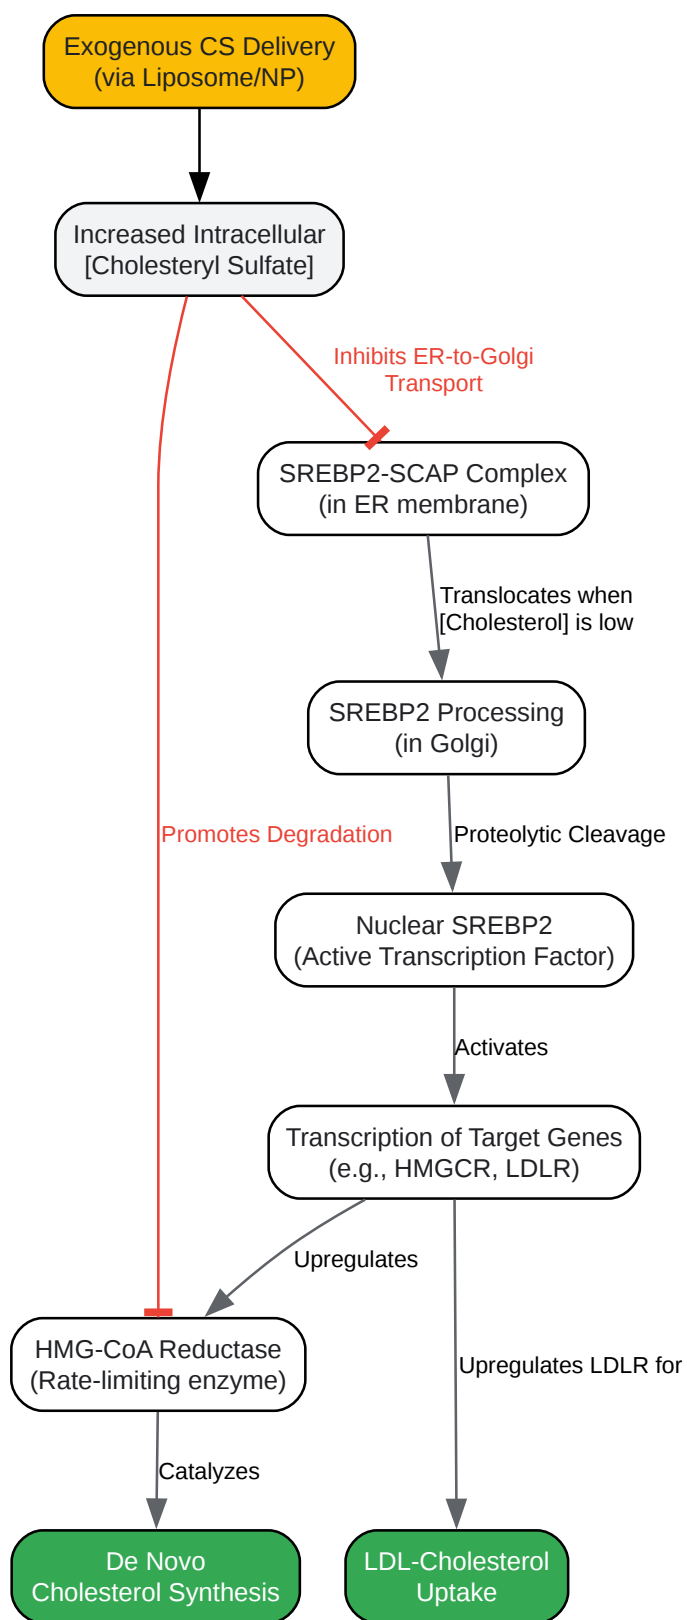 Exogenous CS Delivery
(via Liposome/NP)
Increased Intracellular
[Cholesteryl Sulfate]
Inhibits ER-to-Golgi
Transport
SREBP2-SCAP Complex
(in ER membrane)
Translocates when
[Cholesterol] is low
SREBP2 Processing
(in Golgi)
Promotes Degradation
Proteolytic Cleavage
Nuclear SREBP2
(Active Transcription Factor)
Activates
Transcription of Target Genes
(e.g., HMGCR, LDLR)
Upregulates
HMG-CoA Reductase
(Rate-limiting enzyme)
Upregulates LDLR for
Catalyzes
De Novo
Cholesterol Synthesis
LDL-Cholesterol
Uptake